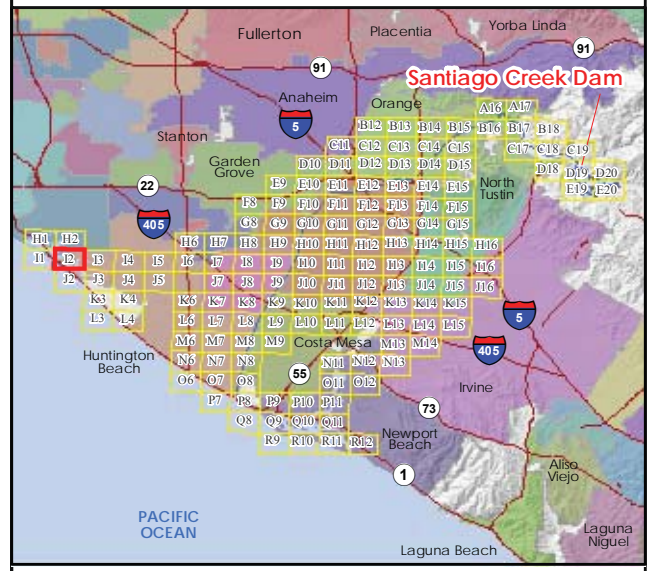 Fullerton
Placentia
Yorba Linda
91
91
Santiago Creek Dam
Anaheim
Orange
A16 A17
5
B12 B13 B14 B15 B16 B17 B18
Stanton
C11 C12 C13 C14 C15 C17 C18 C19
Garden
Grove
D10 D11 D12 D13 D14 D15 D18 D19 D20
22
E9 E10 E11 E12 E13 E14 E15 E19 E20
North
Tustin
F8 F9 F10 F11 F12 F13 F14 F15
405
G8 G9 G10 G11 G12 G13 G14 G15
H1 H2 H6 H7 H8 H9 H10 H11 H12 H13 H14 H15 H16
I1 I2 I3 I4 I5 I6 I7 I8 I9 I10 I11 I12 I13 I14 I15 I16
J2 J3 J4 J5 J7 J8 J9 J10 J11 J12 J13 J14 J15 J16
K3 K4 K6 K7 K8 K9 K10 K11 K12 K13 K14 K15
5
L3 L4 L6 L7 L8 L9 L10 L11 L12 L13 L14 L15
M6 M7 M8 M9 Costa Mesa M13 M14
405
Huntington
Beach
N6 N7 N8 N11 N12 N13
55
O6 O7 O8 O11 O12
Irvine
P7 P8 P9 P10 P11
73
Q8 Q9 Q10 Q11
Newport
Beach
R9 R10 R11 R12
1
Aliso
Viejo
PACIFIC
OCEAN
Laguna
Niguel
Laguna Beach